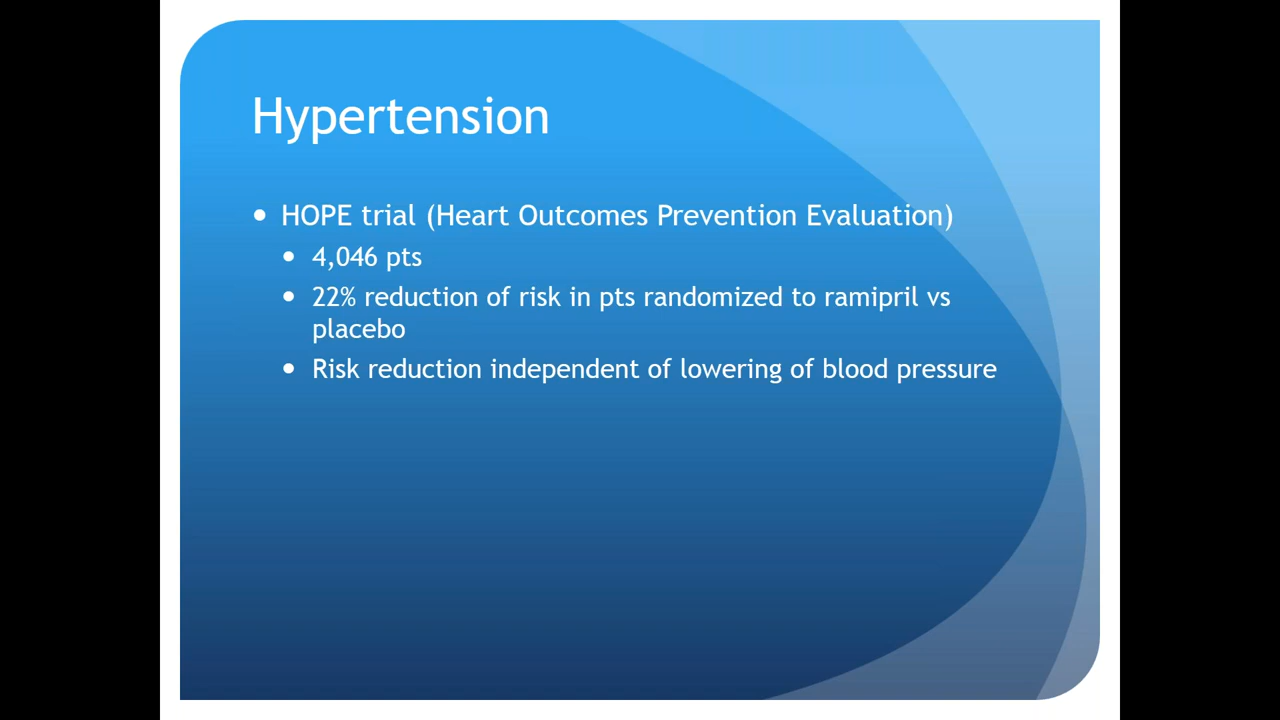 Hypertension
• HOPE trial (Heart Outcomes Prevention Evaluation)
• 4,046 pts
• 22% reduction of risk in pts randomized to ramipril vs
placebo
• Risk reduction independent of lowering of blood pressure